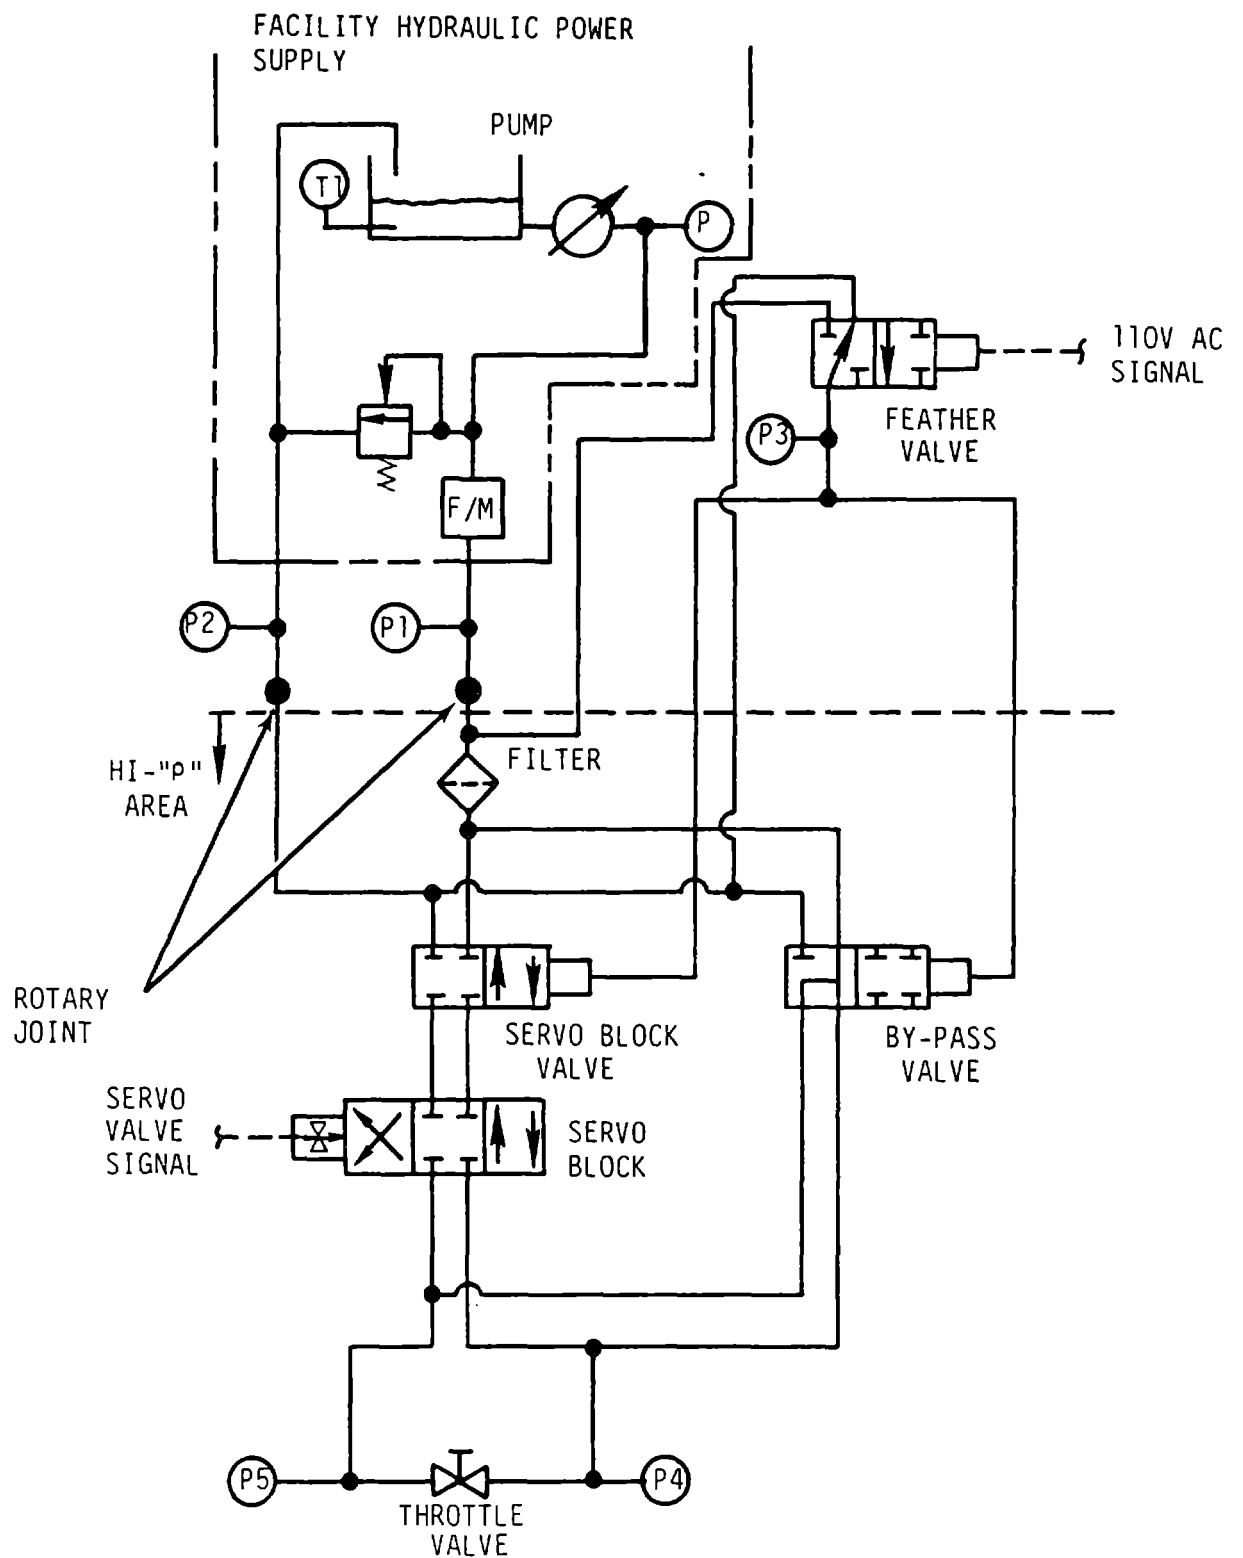 FACILITY HYDRAULIC POWER
SUPPLY
PUMP
T1
P
110V AC
SIGNAL
FEATHER
VALVE
P3
F/M
P2
P1
FILTER
HI-"P"
AREA
ROTARY
JOINT
SERVO BLOCK
VALVE
BY-PASS
VALVE
SERVO
VALVE
SIGNAL
SERVO
BLOCK
P5
P4
THROTTLE
VALVE